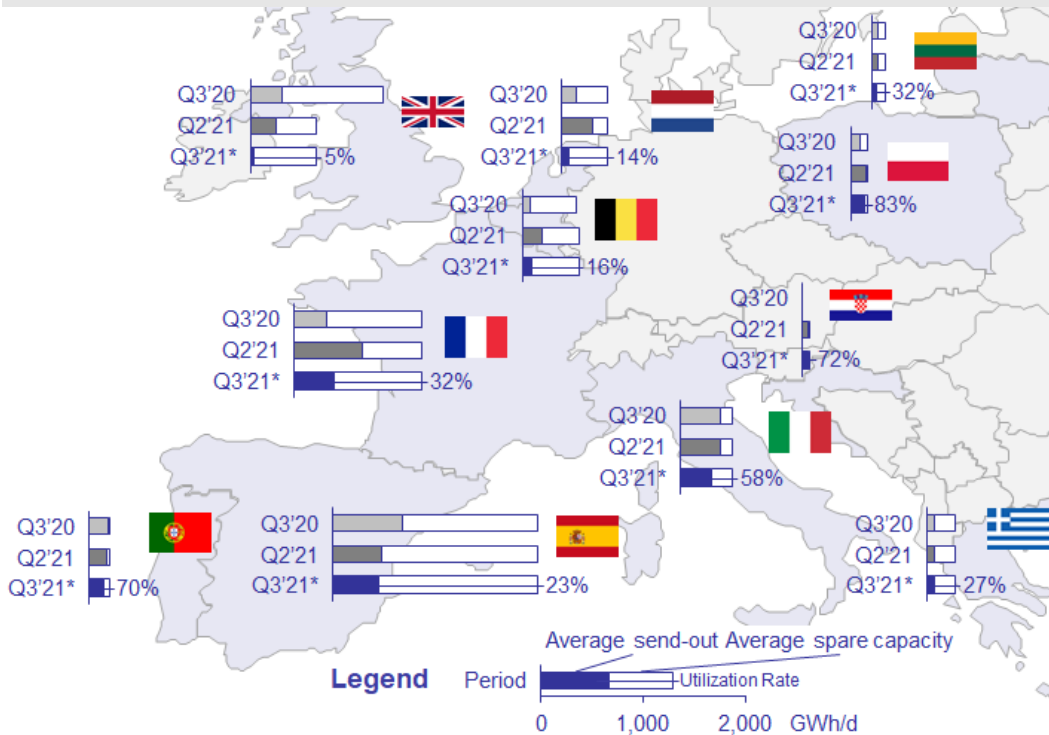 Q3’20
Q2’21
Q3’21* 5%
Q3’20
Q2’21
Q3’21* 14%
Q3’20
Q2’21
Q3’21* 32%
Q3’20
Q2’21
Q3’21* 83%
Q3’20
Q2’21
Q3’21* 16%
Q3’20
Q2’21
Q3’21* 72%
Q3’20
Q2’21
Q3’21* 32%
Q3’20
Q2’21
Q3’21* 58%
Q3’20
Q2’21
Q3’21* 70%
Q3’20
Q2’21
Q3’21* 23%
Q3’20
Q2’21
Q3’21* 27%
Average send-out Average spare capacity
Legend Period Utilization Rate
0 1,000 2,000 GWh/d